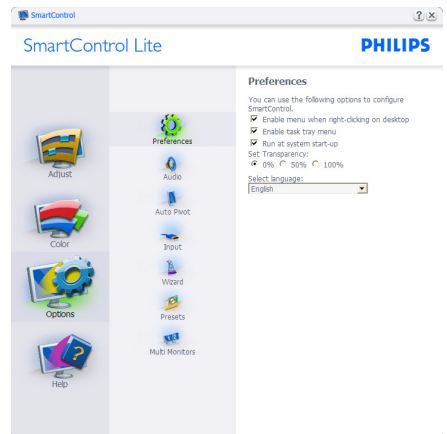 SmartControl
SmartControl Lite
PHILIPS
Adjust
Color
Options
Help
Preferences
Audio
Auto Pivot
Input
Wizard
Presets
Multi Monitors
Preferences
You can use the following options to configure
SmartControl.
Enable menu when right-clicking on desktop
Enable task tray menu
Run at system start-up
Set Transparency:
0% 50% 100%
Select language:
English